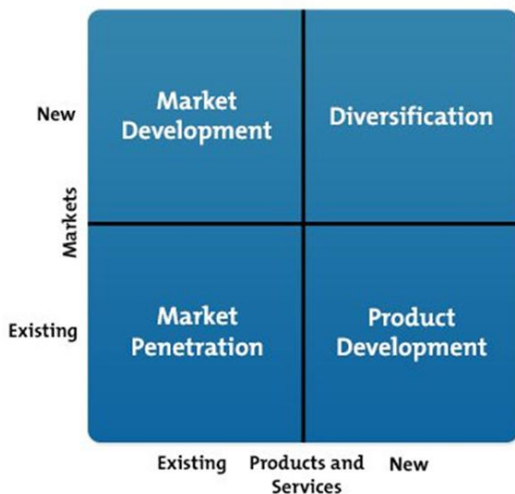 New
Market
Development
Diversification
Markets
Existing
Market
Penetration
Product
Development
Existing
Products and
Services
New